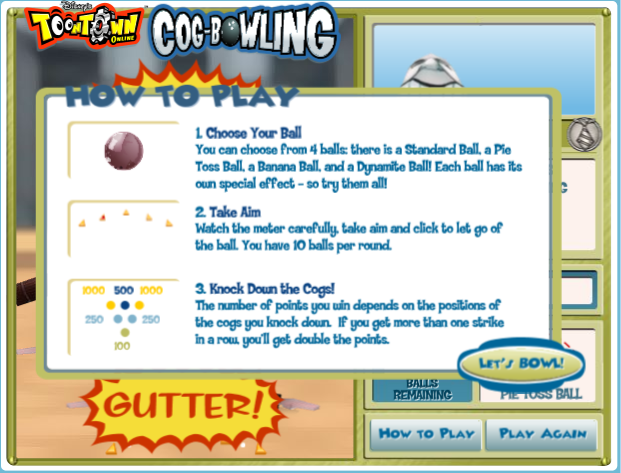 Disney's
TOONTOWN
ONLINE
COG-BOWLING
HOW TO PLAY
1. Choose Your Ball
You can choose from 4 balls: there is a Standard Ball, a Pie
Toss Ball, a Banana Ball, and a Dynamite Ball! Each ball has its
own special effect - so try them all!
2. Take Aim
Watch the meter carefully, take aim and click to let go of
the ball. You have 10 balls per round.
1000 500 1000
250 250
100
3. Knock Down the Cogs!
The number of points you win depends on the positions of
the cogs you knock down. If you get more than one strike
in a row, you'll get double the points.
LET'S BOWL!
GUTTER!
BALLS
REMAINING
PIE TOSS BALL
HOW TO PLAY
PLAY AGAIN